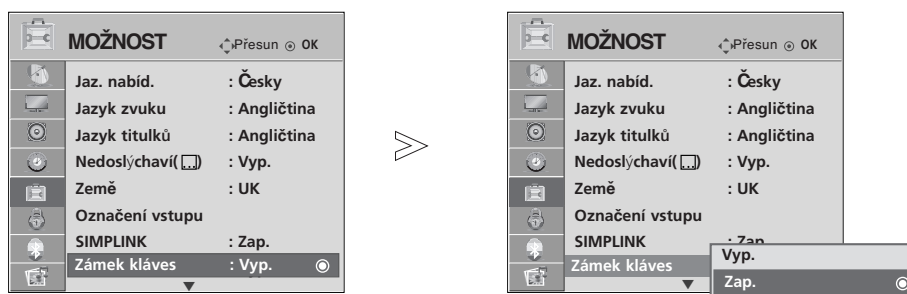 MOŽNOST Přesun OK
Jaz. nabíd. : Česky
Jazyk zvuku : Angličtina
Jazyk titulků : Angličtina
Nedoslýchaví( ) : Vyp.
Země : UK
Označení vstupu
SIMPLINK : Zap.
Zámek kláves : Vyp.
MOŽNOST Přesun OK
Jaz. nabíd. : Česky
Jazyk zvuku : Angličtina
Jazyk titulků : Angličtina
Nedoslýchaví( ) : Vyp.
Země : UK
Označení vstupu
SIMPLINK : Zap.
Zámek kláves
Vyp.
Zap.